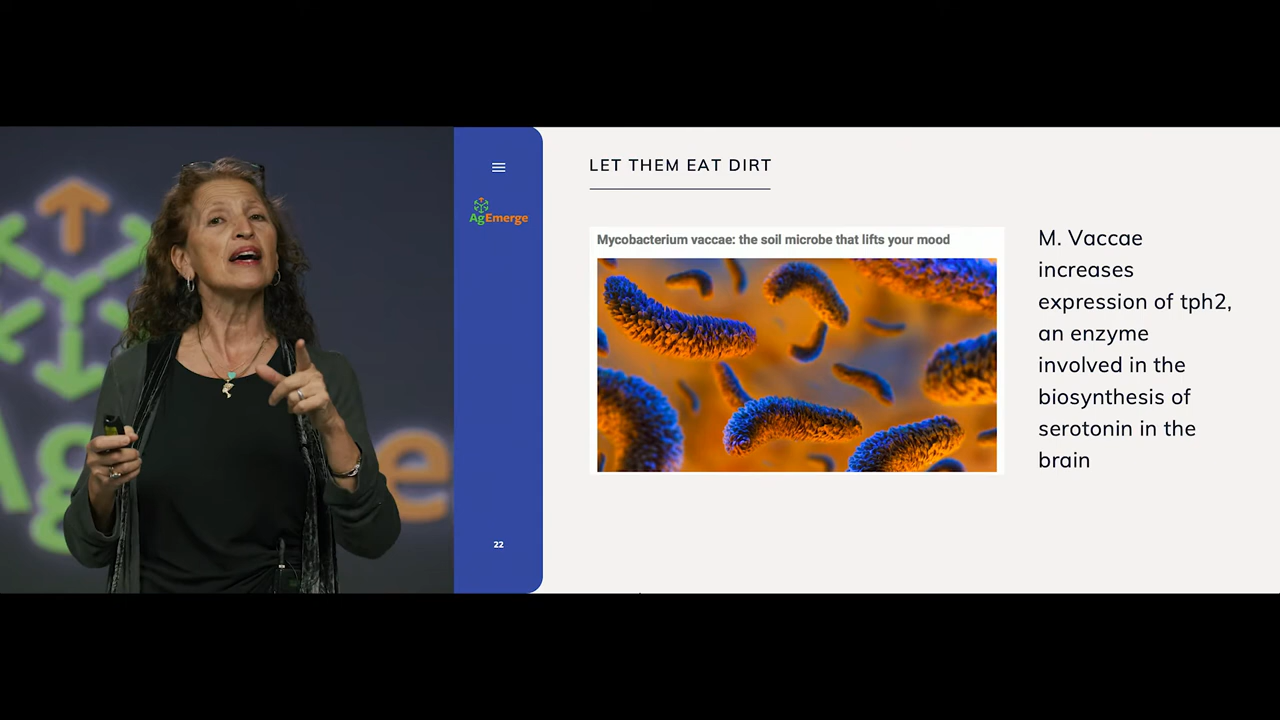 LET THEM EAT DIRT
AgEmerge
Mycobacterium vaccae: the soil microbe that lifts your mood
M. Vaccae
increases
expression of tph2,
an enzyme
involved in the
biosynthesis of
serotonin in the
brain
22